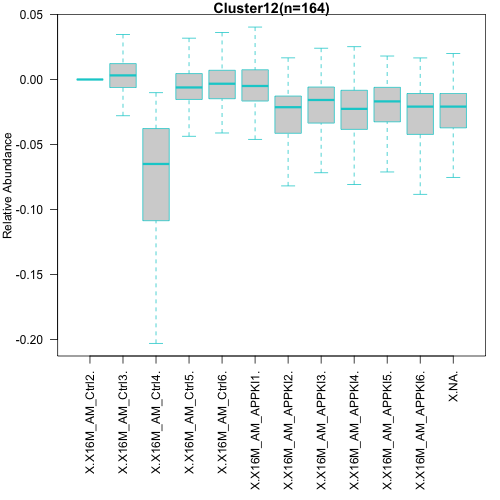 Cluster12(n=164)
Relative Abundance
0.05
0.00
-0.05
-0.10
-0.15
-0.20
X.X16M_AM_Ctrl2.
X.X16M_AM_Ctrl3.
X.X16M_AM_Ctrl4.
X.X16M_AM_Ctrl5.
X.X16M_AM_Ctrl6.
X.X16M_AM_APPKI1.
X.X16M_AM_APPKI2.
X.X16M_AM_APPKI3.
X.X16M_AM_APPKI4.
X.X16M_AM_APPKI5.
X.X16M_AM_APPKI6.
X.NA.